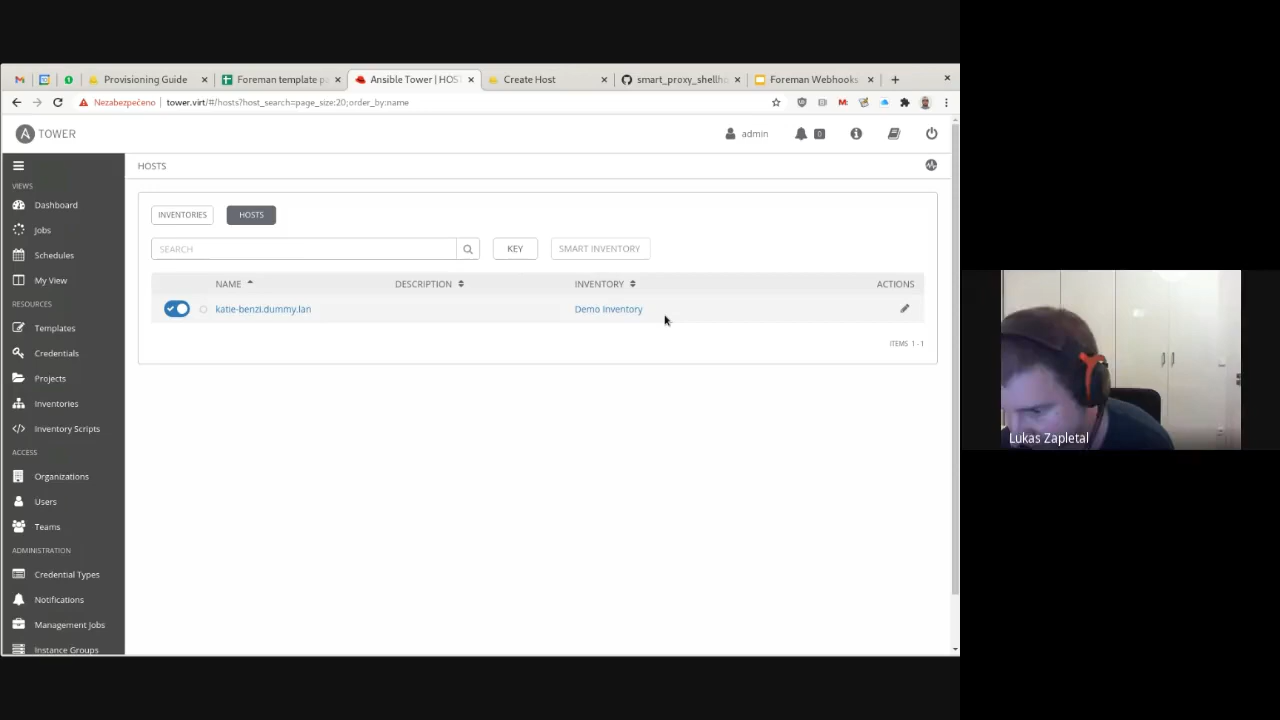 Provisioning Guide
Foreman template pa
Ansible Tower | HOST
Create Host
smart_proxy_shellho
Foreman Webhooks
Nezabezpečeno
tower.virt/#/hosts?host_search=page_size:20;order_by:name
A TOWER
admin
0
HOSTS
VIEWS
Dashboard
Jobs
Schedules
My View
RESOURCES
Templates
Credentials
Projects
Inventories
Inventory Scripts
ACCESS
Organizations
Users
Teams
ADMINISTRATION
Credential Types
Notifications
Management Jobs
Instance Groups
INVENTORIES
HOSTS
SEARCH
KEY
SMART INVENTORY
NAME
DESCRIPTION
INVENTORY
ACTIONS
katie-benzi.dummy.lan
Demo Inventory
ITEMS 1 - 1
Lukas Zapletal